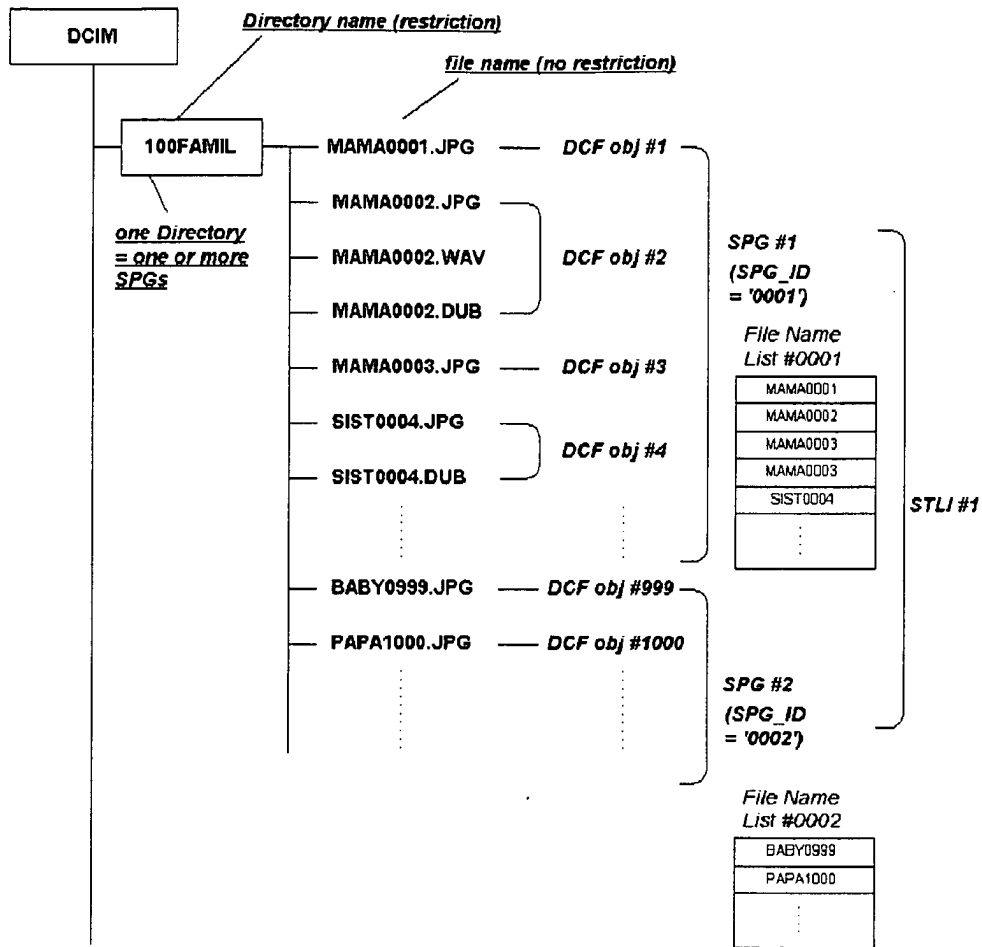 DCIM
Directory name (restriction)
file name (no restriction)
100FAMIL
one Directory
= one or more
SPGs
MAMA0001.JPG
DCF obj #1
MAMA0002.JPG
MAMA0002.WAV
DCF obj #2
MAMA0002.DUB
MAMA0003.JPG
DCF obj #3
SIST0004.JPG
DCF obj #4
SIST0004.DUB
BABY0999.JPG
DCF obj #999
PAPA1000.JPG
DCF obj #1000
SPG #1
(SPG_ID
= '0001')
File Name
List #0001
MAMA0001
MAMA0002
MAMA0003
MAMA0003
SIST0004
STLI #1
SPG #2
(SPG_ID
= '0002')
File Name
List #0002
BABY0999
PAPA1000